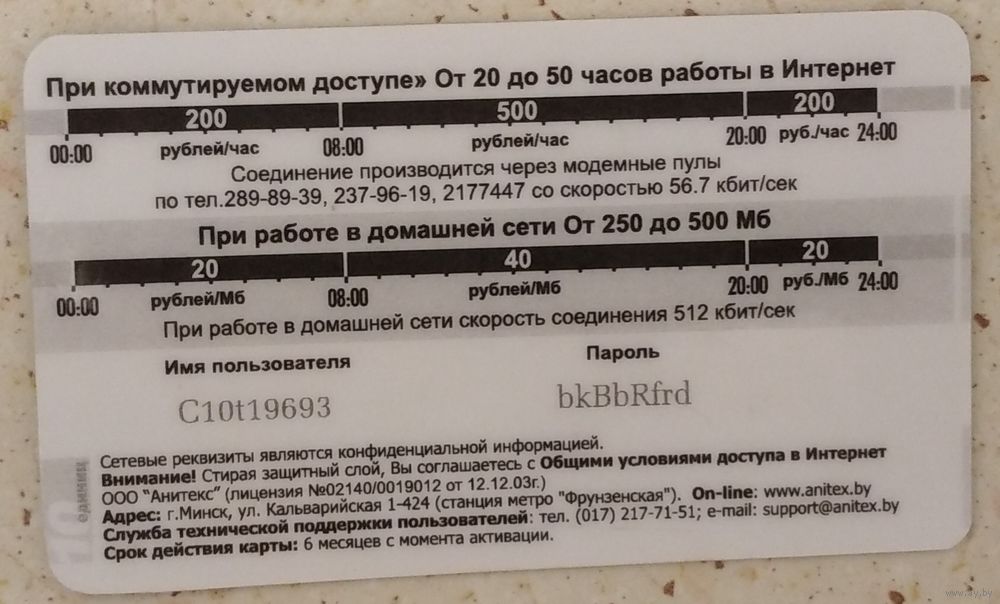 При коммутируемом доступе» От 20 до 50 часов работы в Интернет
200 500 200
00:00 рублей/час 08:00 рублей/час 20:00 руб./час 24:00
Соединение производится через модемные пулы
по тел.289-89-39, 237-96-19, 2177447 со скоростью 56.7 кбит/сек
При работе в домашней сети От 250 до 500 Мб
20 40 20
00:00 рублей/Мб 08:00 рублей/Мб 20:00 руб./Мб 24:00
При работе в домашней сети скорость соединения 512 кбит/сек
Имя пользователя Пароль
C10t19693 bkBbRfrd
Сетевые реквизиты являются конфиденциальной информацией.
Внимание! Стирая защитный слой, Вы соглашаетесь с Общими условиями доступа в Интернет
ООО "Анитекс" (лицензия №02140/0019012 от 12.12.03г.)
Адрес: г.Минск, ул. Кальварийская 1-424 (станция метро "Фрунзенская"). On-line: www.anitex.by
Служба технической поддержки пользователей: тел. (017) 217-71-51; e-mail: support@anitex.by
Срок действия карты: 6 месяцев с момента активации.
10
единиц
www.ay.by